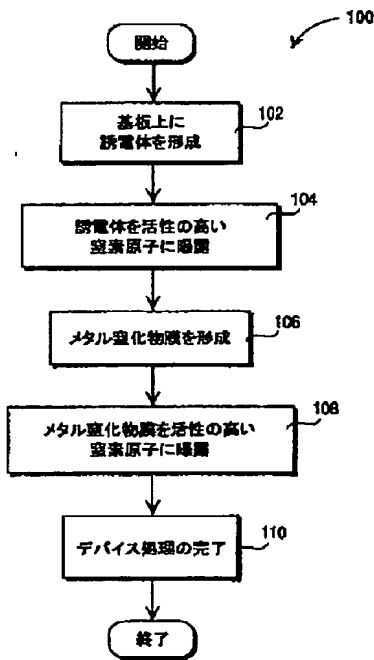 100
開始
基板上に
誘電体を形成
102
誘電体を活性の高い
窒素原子に曝露
104
メタル窒化物膜を形成
106
メタル窒化物膜を活性の高い
窒素原子に曝露
108
デバイス処理の完了
110
終了